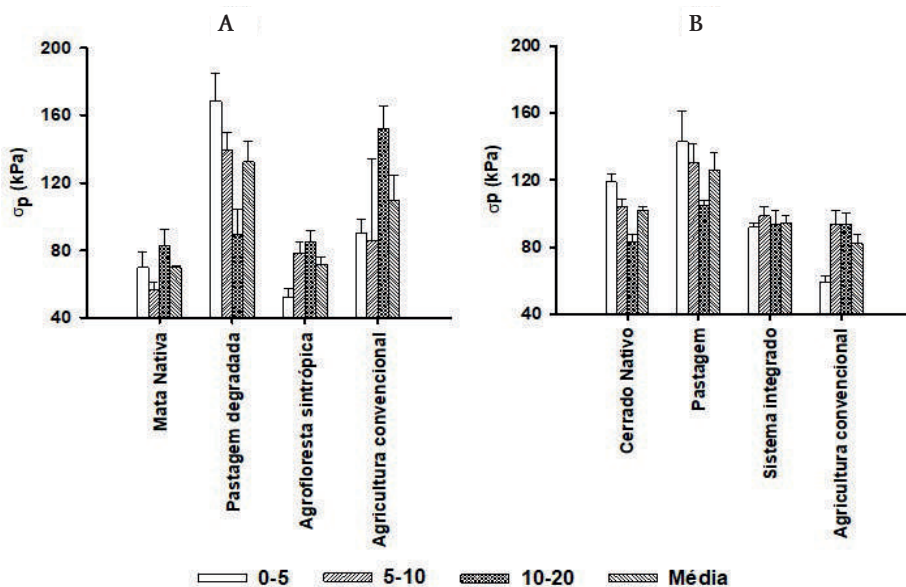 A
B
200
160
120
80
40
σp (kPa)
Mata Nativa
Pastagem degradada
Agrofloresta sintrópica
Agricultura convencional
200
160
120
80
40
σp (kPa)
Cerrado Nativo
Pastagem
Sistema integrado
Agricultura convencional
0-5 5-10 10-20 Média